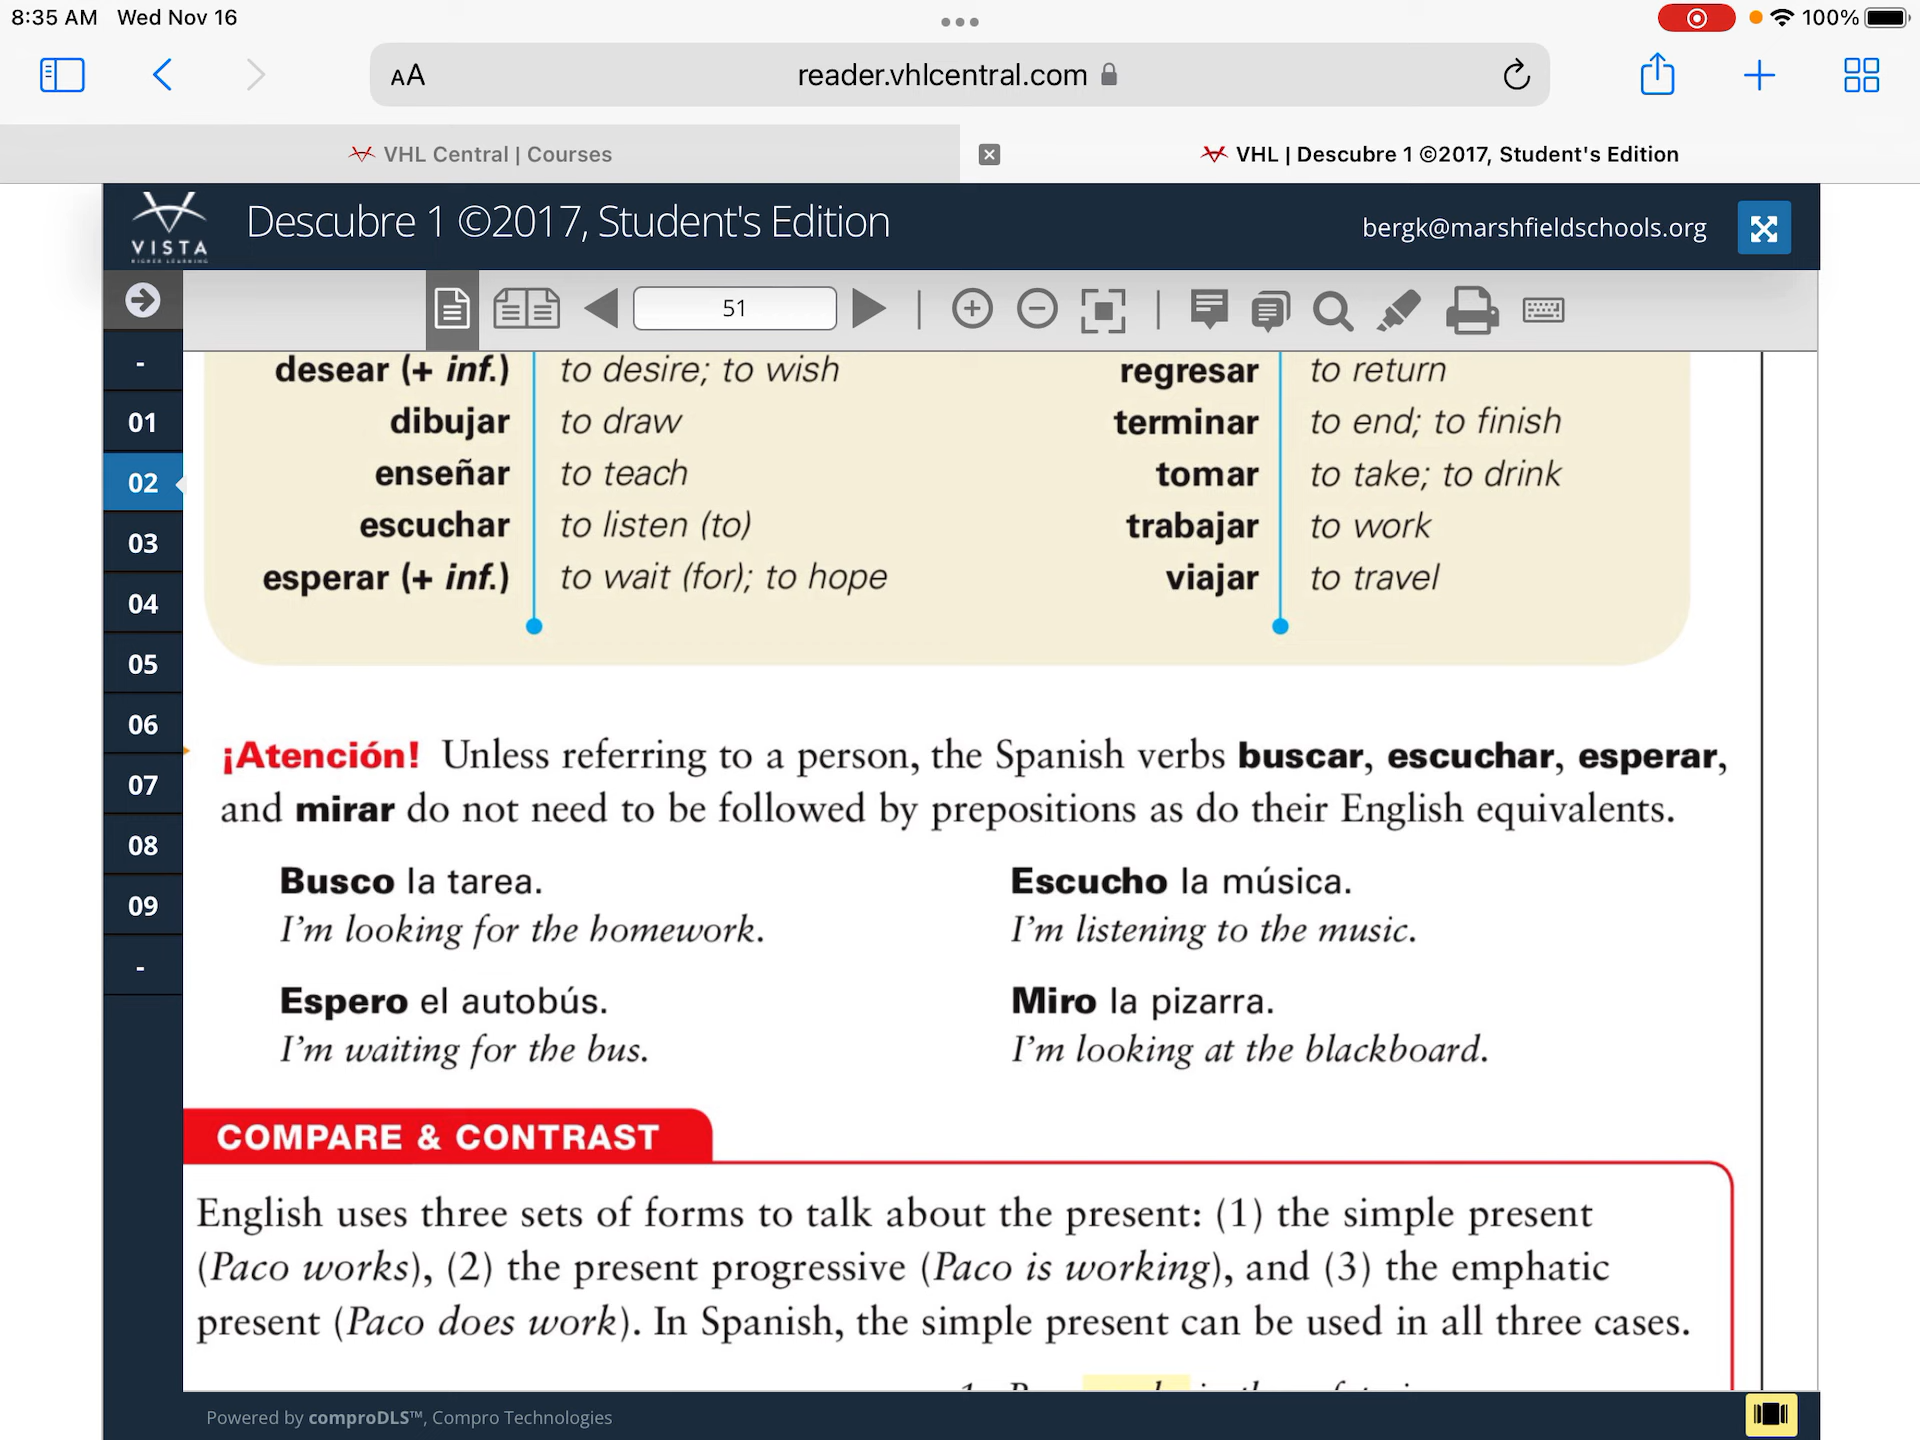 8:35 AM Wed Nov 16
100%
AA
reader.vhlcentral.com
VHL Central | Courses
VHL | Descubre 1 ©2017, Student's Edition
VISTA
HIGHER LEARNING
Descubre 1 ©2017, Student's Edition
bergk@marshfieldschools.org
51
-
01
02
03
04
05
06
07
08
09
-
desear (+ inf.) to desire; to wish
dibujar to draw
enseñar to teach
escuchar to listen (to)
esperar (+ inf.) to wait (for); to hope
regresar to return
terminar to end; to finish
tomar to take; to drink
trabajar to work
viajar to travel
¡Atención! Unless referring to a person, the Spanish verbs buscar, escuchar, esperar,
and mirar do not need to be followed by prepositions as do their English equivalents.
Busco la tarea.
I'm looking for the homework.
Escucho la música.
I'm listening to the music.
Espero el autobús.
I'm waiting for the bus.
Miro la pizarra.
I'm looking at the blackboard.
COMPARE & CONTRAST
English uses three sets of forms to talk about the present: (1) the simple present
(Paco works), (2) the present progressive (Paco is working), and (3) the emphatic
present (Paco does work). In Spanish, the simple present can be used in all three cases.
Powered by comproDLS™, Compro Technologies